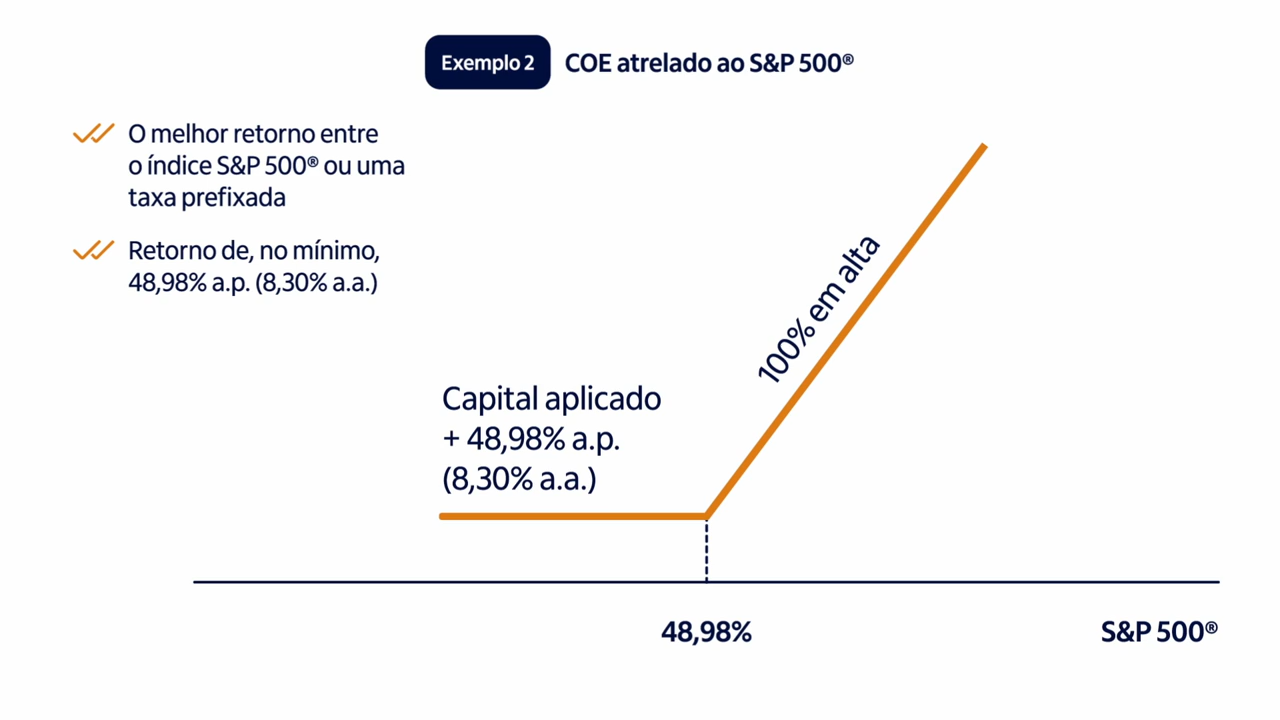 Exemplo 2 COE atrelado ao S&P 500®
O melhor retorno entre
o índice S&P 500® ou uma
taxa prefixada
Retorno de, no mínimo,
48,98% a.p. (8,30% a.a.)
100% em alta
Capital aplicado
+ 48,98% a.p.
(8,30% a.a.)
48,98%
S&P 500®